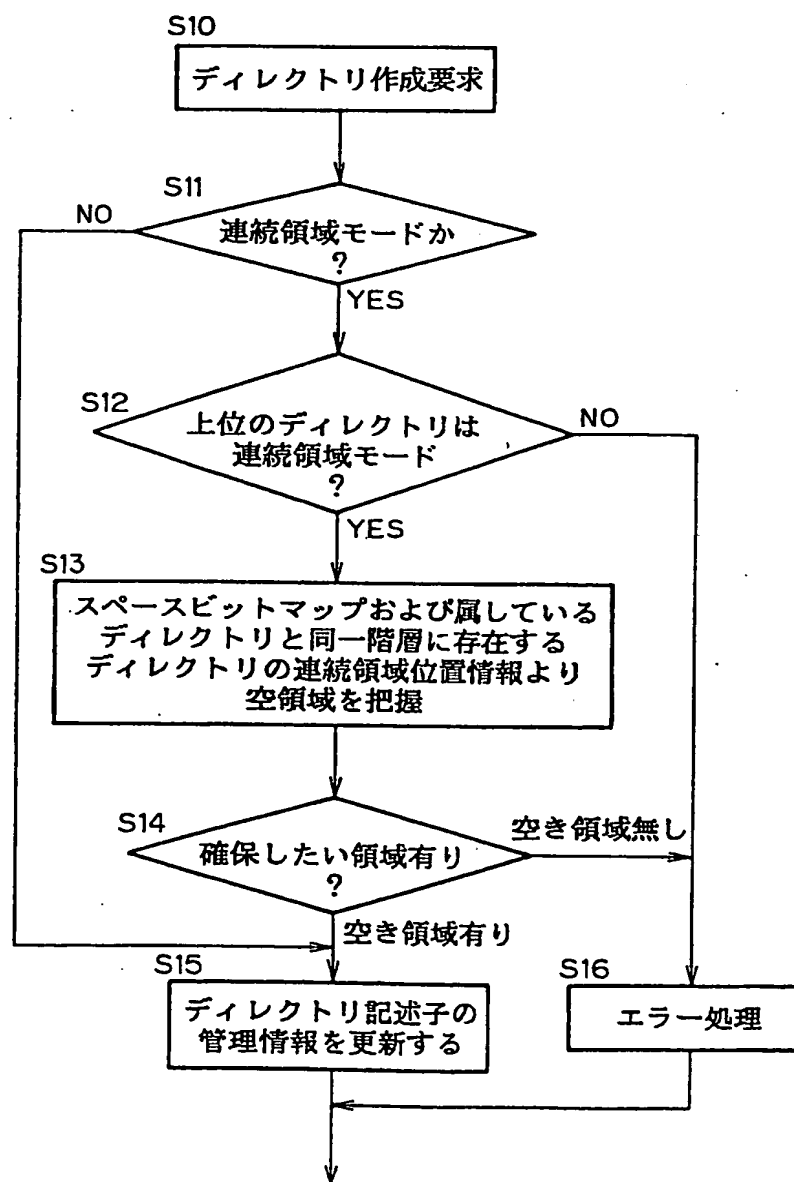 S10
ディレクトリ作成要求
S11
NO
連続領域モードか
?
YES
S12
上位のディレクトリは
連続領域モード
?
NO
YES
S13
スペースビットマップおよび属している
ディレクトリと同一階層に存在する
ディレクトリの連続領域位置情報より
空領域を把握
S14
確保したい領域有り
?
空き領域無し
空き領域有り
S15
ディレクトリ記述子の
管理情報を更新する
S16
エラー処理